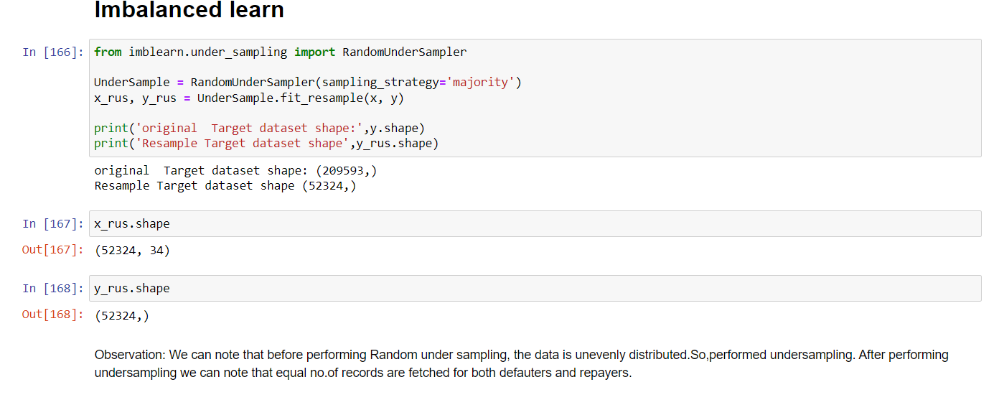 Imbalanced learn
In [166]: from imblearn.under_sampling import RandomUnderSampler
UnderSample = RandomUnderSampler(sampling_strategy='majority')
x_rus, y_rus = UnderSample.fit_resample(x, y)
print('original  Target dataset shape:',y.shape)
print('Resample Target dataset shape',y_rus.shape)
original  Target dataset shape: (209593,)
Resample Target dataset shape (52324,)
In [167]: x_rus.shape
Out[167]: (52324, 34)
In [168]: y_rus.shape
Out[168]: (52324,)
Observation: We can note that before performing Random under sampling, the data is unevenly distributed.So,performed undersampling. After performing
undersampling we can note that equal no.of records are fetched for both defauters and repayers.